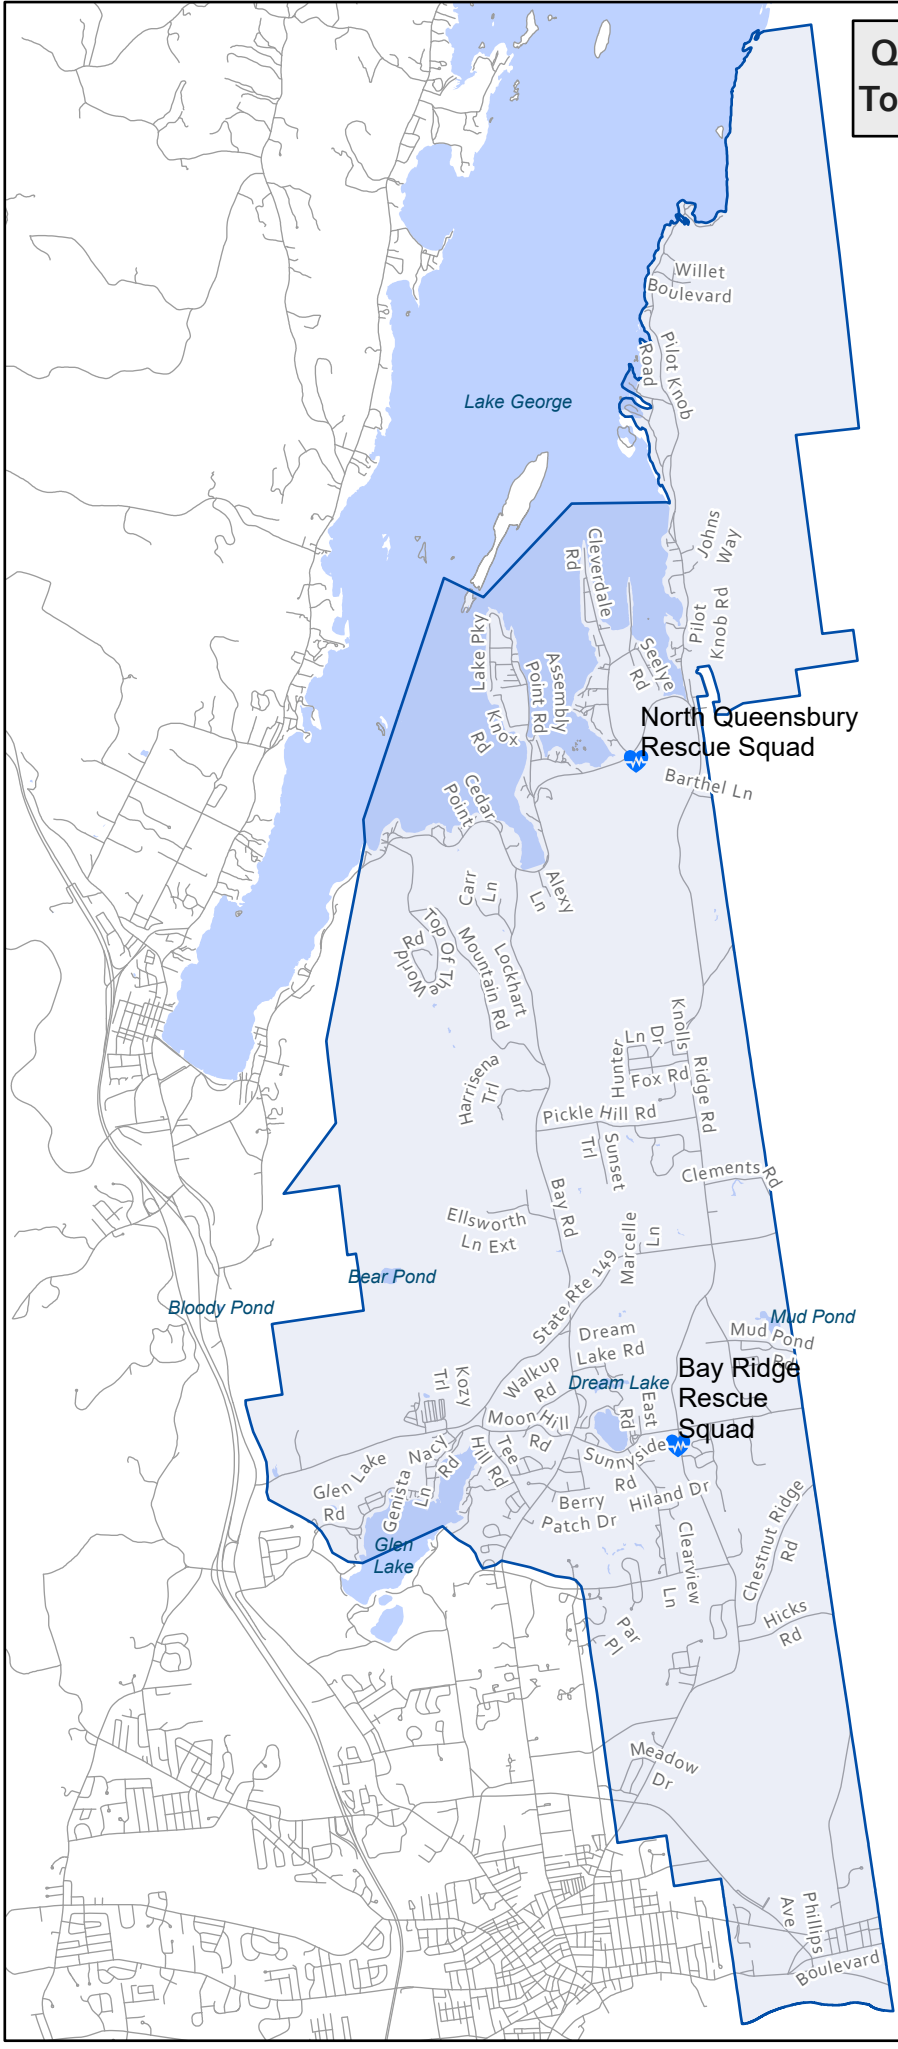 Q
To
Willet
Boulevard
Pilot Knob
Road
Lake George
Johns
Way
Cleverdale
Rd
Pilot
Knob Rd
Lake Pky
Seelye
Rd
Assembly
Point Rd
Knox
Rd
North Queensbury
Rescue Squad
Barthel Ln
Cedar
Point
Carr
Ln
Alexy
Ln
Top Of The
World
Rd
Lockhart
Mountain Rd
Knolls
Ln Dr
Hunter
Fox Rd
Ridge Rd
Harrisena
Trl
Pickle Hill Rd
Sunset
Trl
Clements Rd
Bay Rd
Ellsworth
Ln Ext
Marcelle
Ln
Bear Pond
Bloody Pond
State Rte 149
Mud Pond
Mud Pond
Rd
Dream
Lake Rd
Kozy
Trl
Walkup
Rd
Dream Lake
Bay Ridge
Rescue
Squad
East
Rd
Moon Hill
Rd
Sunnyside
Rd
Tee
Hill Rd
Nacy
Rd
Glen Lake
Rd
Genista
Ln
Berry
Patch Dr
Hiland Dr
Chestnut Ridge
Rd
Glen
Lake
Clearview
Ln
Hicks
Rd
Par
Pl
Meadow
Dr
Phillips
Ave
Boulevard